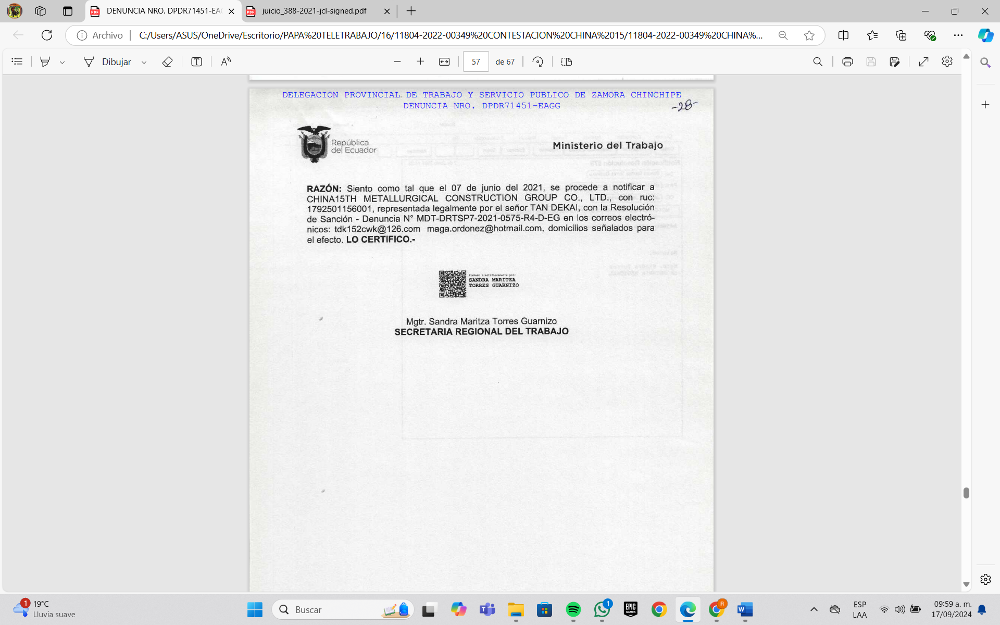 DENUNCIA NRO. DPDR71451-EAG
juicio_388-2021-jcl-signed.pdf
Archivo
C:/Users/ASUS/OneDrive/Escritorio/PAPA%20TELETRABAJO/16/11804-2022-00349%20CONTESTACION%20CHINA%2015/11804-2022-00349%20CHINA%...
Dibujar
57
de 67
DELEGACION PROVINCIAL DE TRABAJO Y SERVICIO PUBLICO DE ZAMORA CHINCHIPE
DENUNCIA NRO. DPDR71451-EAGG
-28-
República
del Ecuador
Ministerio del Trabajo
RAZÓN: Siento como tal que el 07 de junio del 2021, se procede a notificar a
CHINA15TH METALLURGICAL CONSTRUCTION GROUP CO., LTD., con ruc:
1792501156001, representada legalmente por el señor TAN DEKAI, con la Resolución
de Sanción - Denuncia N° MDT-DRTSP7-2021-0575-R4-D-EG en los correos electró-
nicos: tdk152cwk@126.com maga.ordonez@hotmail.com, domicilios señalados para
el efecto. LO CERTIFICO.-
Firmado electrónicamente por:
SANDRA MARITZA
TORRES GUARNIZO
Mgtr. Sandra Maritza Torres Guarnizo
SECRETARIA REGIONAL DEL TRABAJO
1
19°C
Lluvia suave
Buscar
1
EPIC
GAMES
R
ESP
LAA
09:59 a. m.
17/09/2024